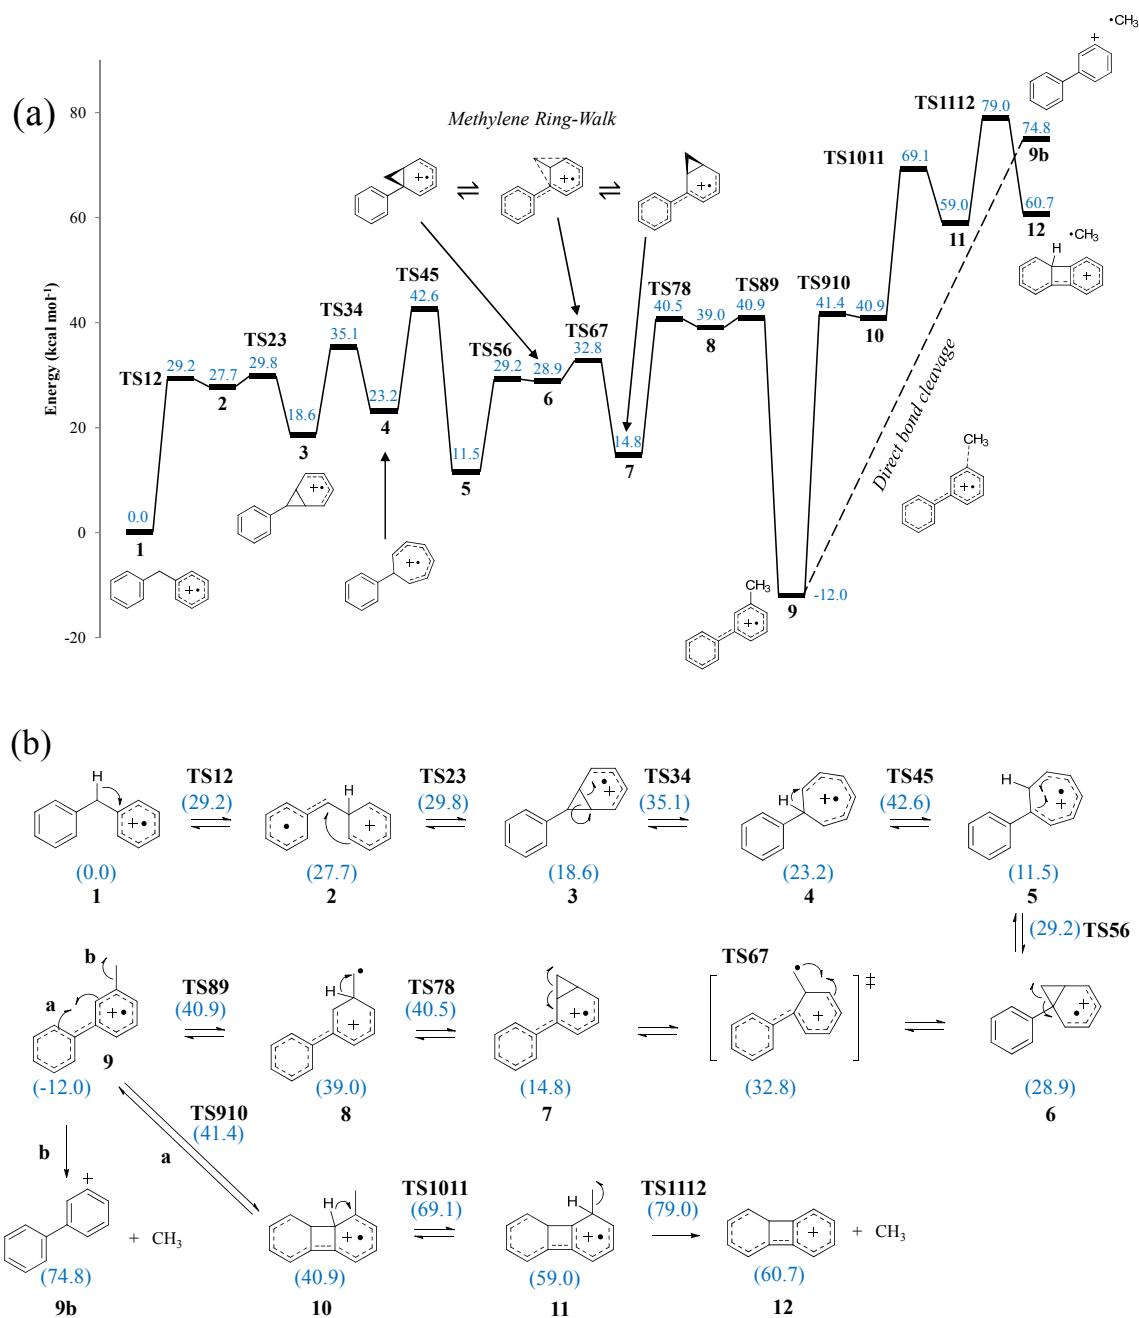 (a)
Energy (kcal mol⁻¹)
80
60
40
20
0
-20
Methylene Ring-Walk
Direct bond cleavage
0.0
1
TS12
29.2
27.7
2
TS23
29.8
18.6
3
TS34
35.1
23.2
4
TS45
42.6
11.5
5
TS56
29.2
28.9
6
TS67
32.8
14.8
7
TS78
40.5
39.0
8
TS89
40.9
9
-12.0
TS910
41.4
40.9
10
TS1011
69.1
59.0
11
TS1112
79.0
74.8
9b
60.7
12
•CH₃
+
+•
+•
+•
+•
+•
+•
+•
CH₃
+•
CH₃
H
•CH₃
+
(b)
H
+•
TS12
(29.2)
•
H
+
TS23
(29.8)
+•
TS34
(35.1)
H
+•
TS45
(42.6)
H
+•
(0.0)
(27.7)
(18.6)
(23.2)
(11.5)
1
2
3
4
5
(29.2) TS56
b
a
+•
TS89
(40.9)
H
•
+
TS78
(40.5)
+•
TS67
•
+
‡
+•
9
(-12.0)
(39.0)
(14.8)
(32.8)
(28.9)
8
7
6
TS910
(41.4)
b
a
+
+ CH₃
(74.8)
9b
H
+•
(40.9)
10
TS1011
(69.1)
H
+•
(59.0)
11
TS1112
(79.0)
+
+ CH₃
(60.7)
12